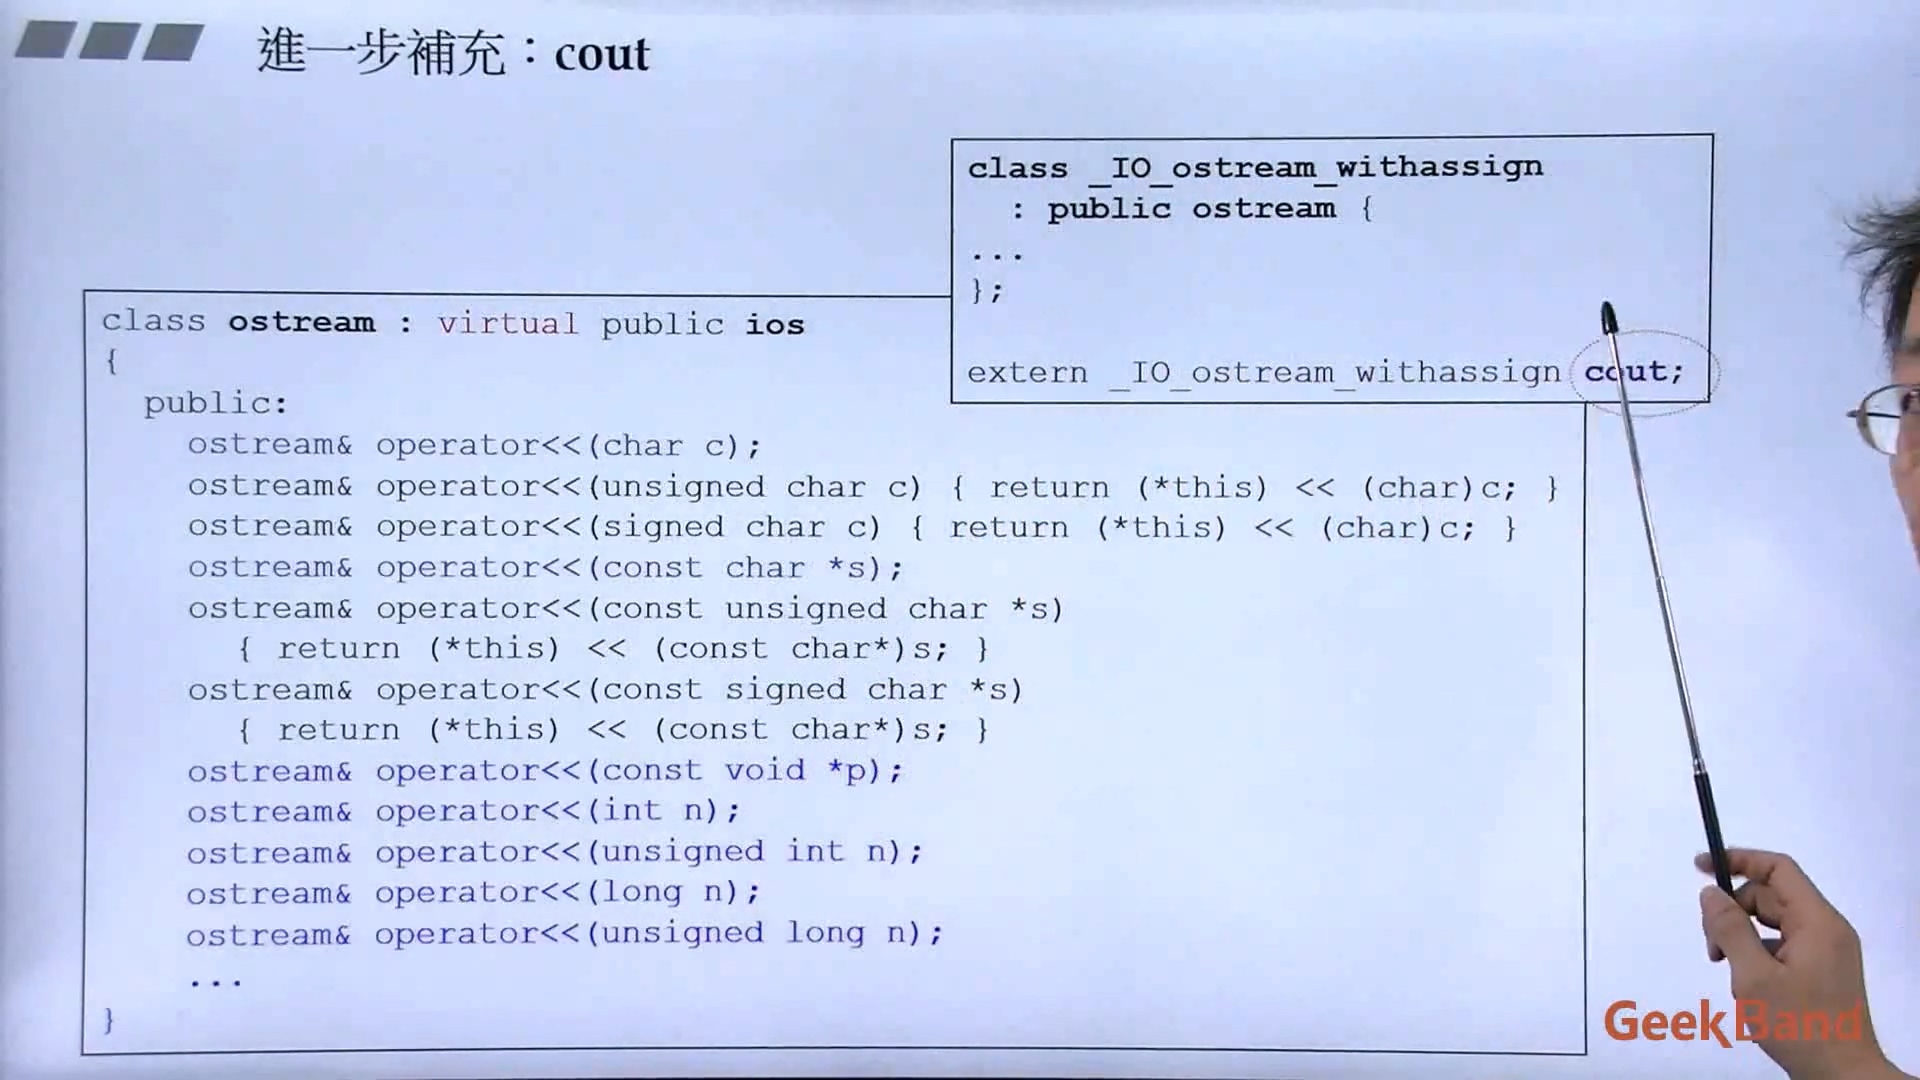 進一步補充：cout
class _IO_ostream_withassign
: public ostream {
...
};
extern _IO_ostream_withassign cout;
class ostream : virtual public ios
{
public:
ostream& operator<<(char c);
ostream& operator<<(unsigned char c) { return (*this) << (char)c; }
ostream& operator<<(signed char c) { return (*this) << (char)c; }
ostream& operator<<(const char *s);
ostream& operator<<(const unsigned char *s)
{ return (*this) << (const char*)s; }
ostream& operator<<(const signed char *s)
{ return (*this) << (const char*)s; }
ostream& operator<<(const void *p);
ostream& operator<<(int n);
ostream& operator<<(unsigned int n);
ostream& operator<<(long n);
ostream& operator<<(unsigned long n);
...
}
GeekBand